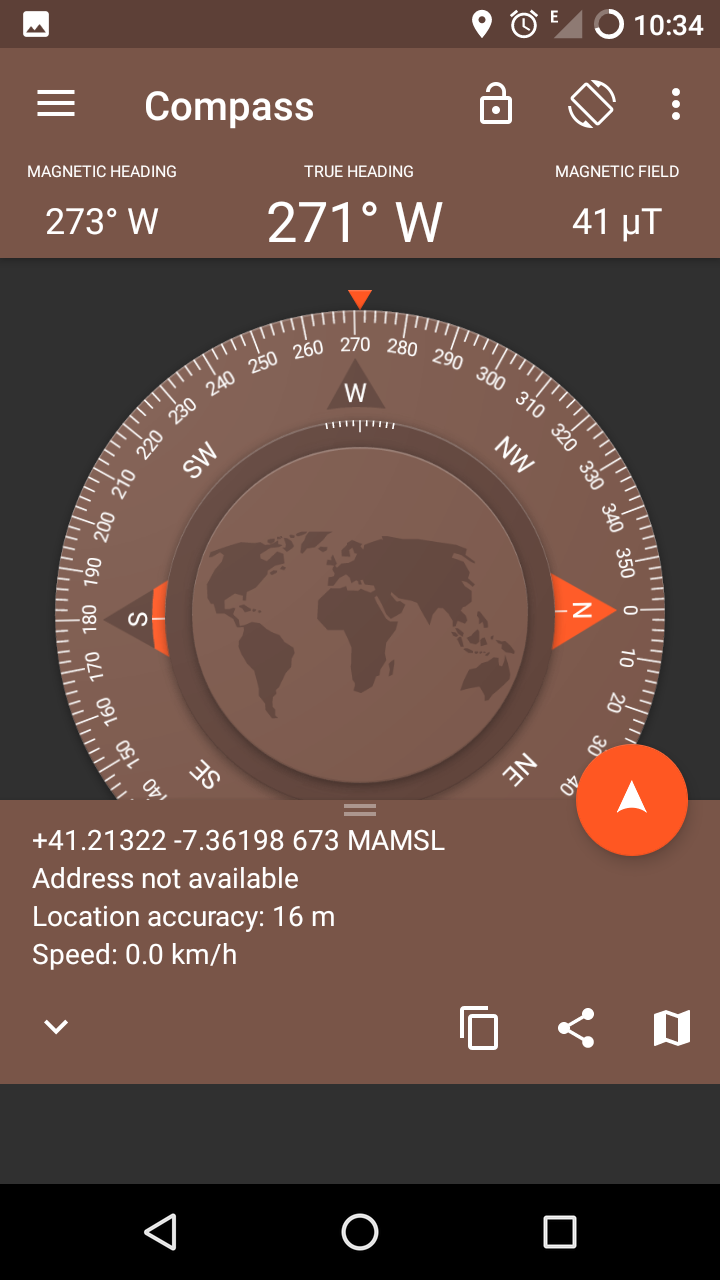 E 10:34
Compass
MAGNETIC HEADING TRUE HEADING MAGNETIC FIELD
273° W 271° W 41 µT
260 270 280
250 290
240 300
230 W 310
220 SW NW 320
210 330
200 340
190 350
180 S N 0
170 10
160 20
150 30
140 SE NE 40
+41.21322 -7.36198 673 MAMSL
Address not available
Location accuracy: 16 m
Speed: 0.0 km/h